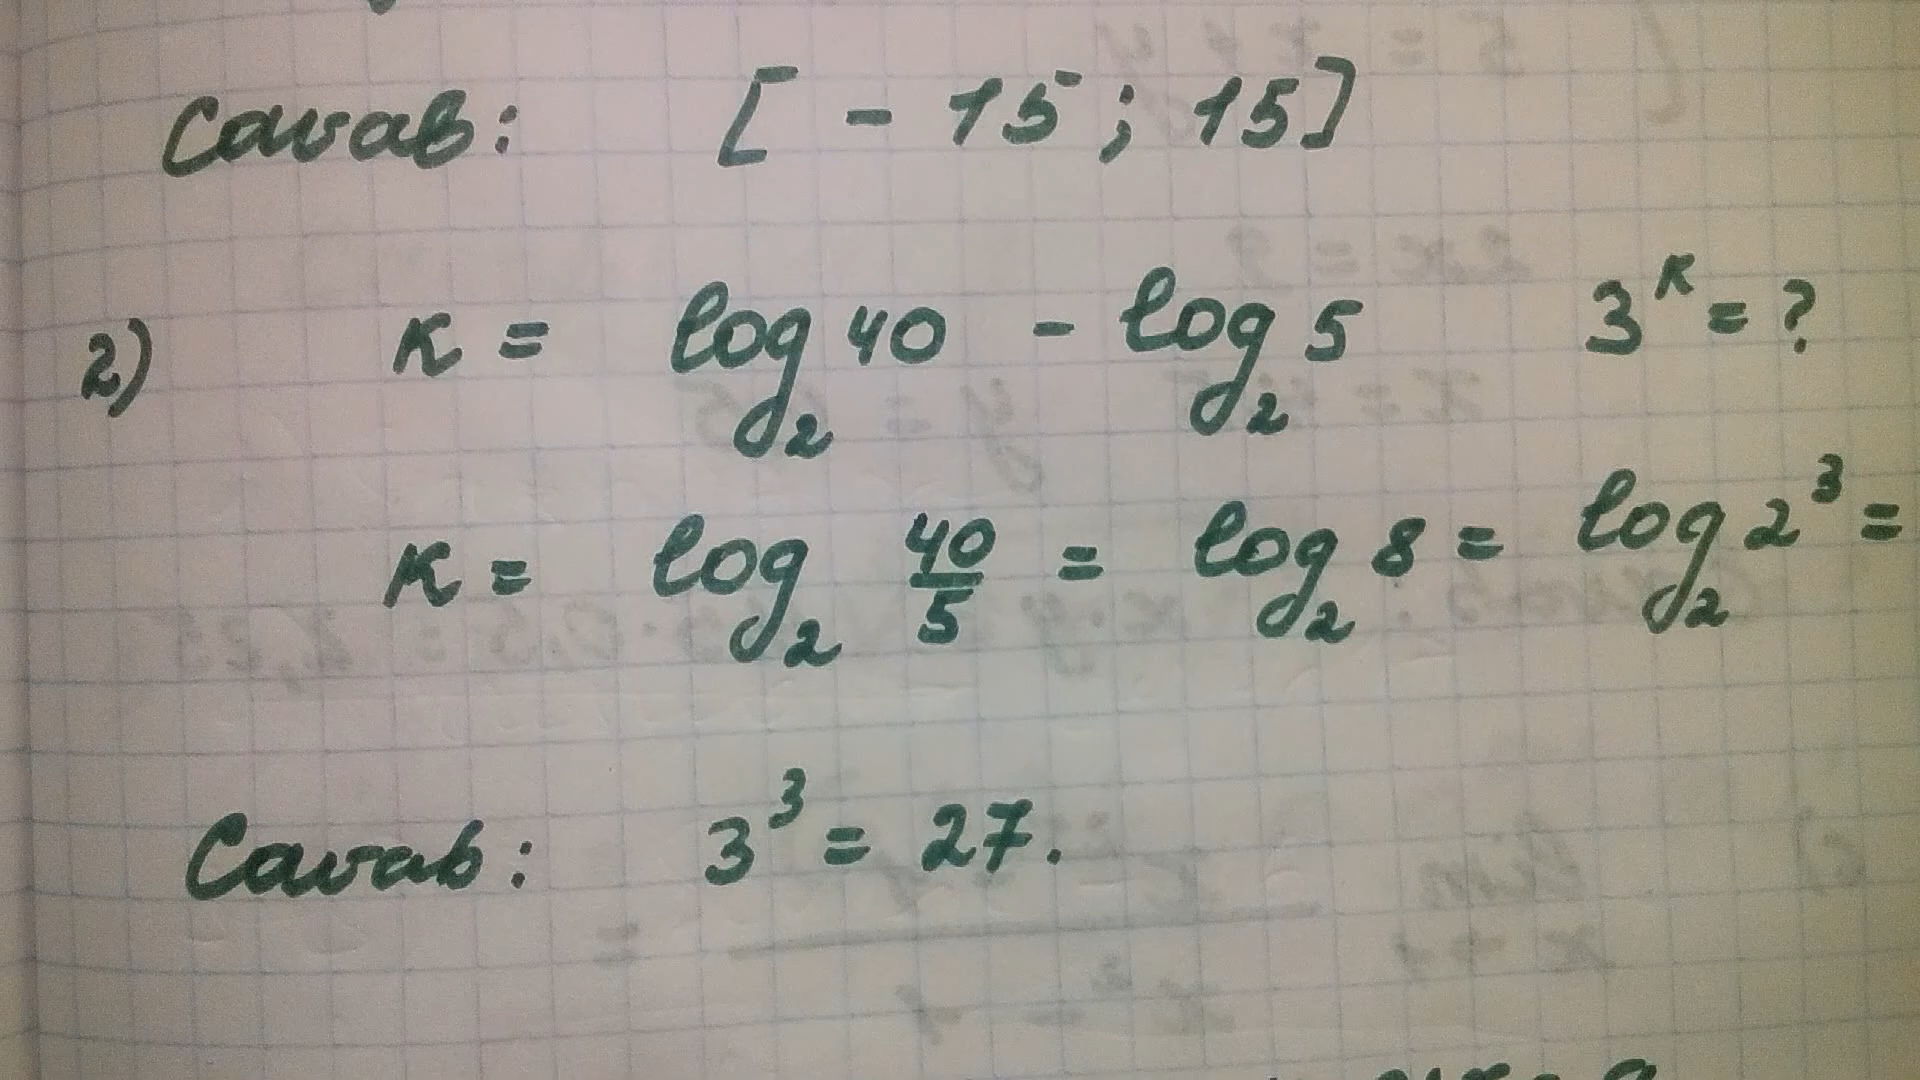 Cavab: [-15; 15]
2) K = log₂ 40 - log₂ 5 3ᴷ = ?
K = log₂ 40/5 = log₂ 8 = log₂ 2³ =
Cavab: 3³ = 27.